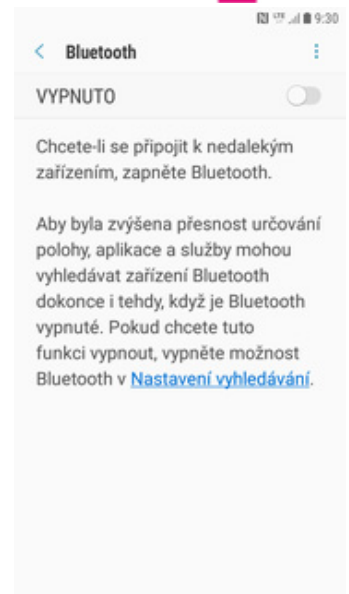 9:30
Bluetooth
VYPNUTO
Chcete-li se připojit k nedalekým
zařízením, zapněte Bluetooth.
Aby byla zvýšena přesnost určování
polohy, aplikace a služby mohou
vyhledávat zařízení Bluetooth
dokonce i tehdy, když je Bluetooth
vypnuté. Pokud chcete tuto
funkci vypnout, vypněte možnost
Bluetooth v Nastavení vyhledávání.